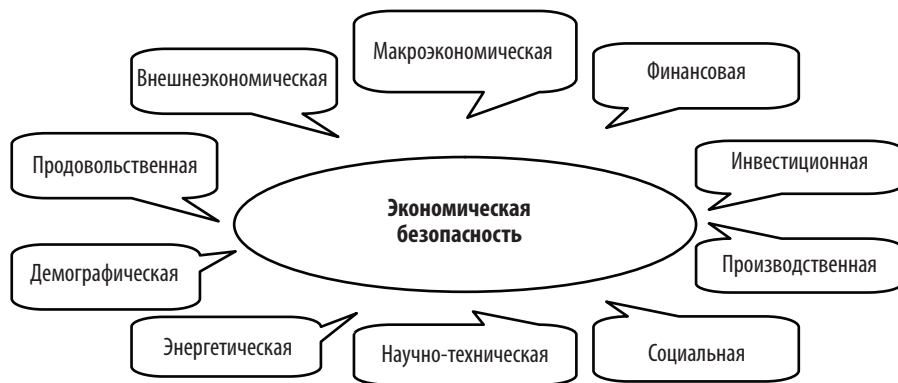 Макроэкономическая
Финансовая
Внешнеэкономическая
Продовольственная
Инвестиционная
Экономическая
безопасность
Демографическая
Производственная
Энергетическая
Научно-техническая
Социальная